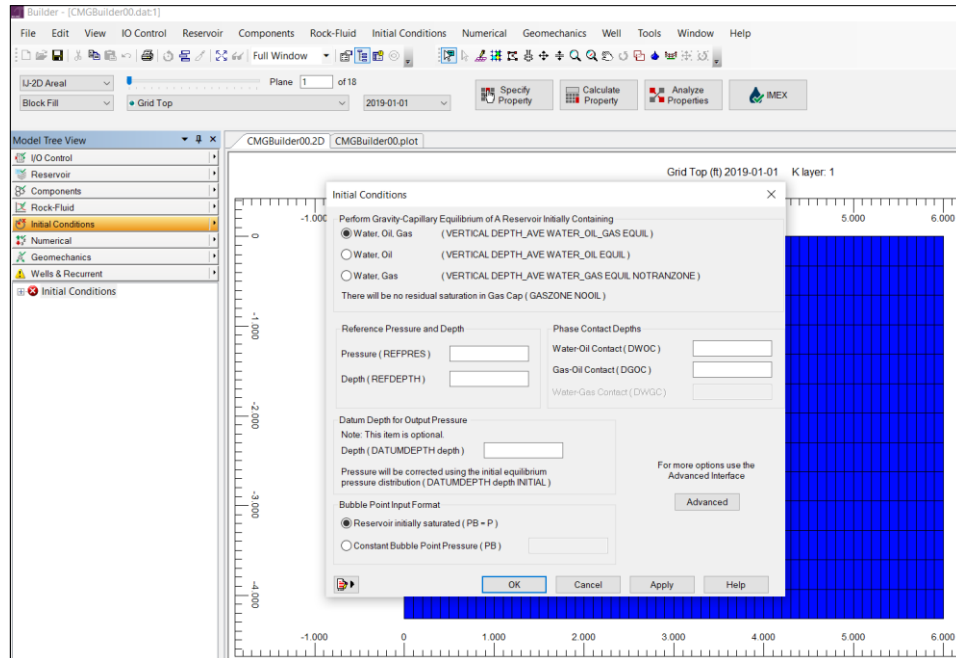 Builder - [CMGBuilder00.dat:1]
File Edit View IO Control Reservoir Components Rock-Fluid Initial Conditions Numerical Geomechanics Well Tools Window Help
Full Window
IJ-2D Areal Plane 1 of 18
Block Fill Grid Top 2019-01-01
Specify Property
Calculate Property
Analyze Properties
IMEX
Model Tree View
I/O Control
Reservoir
Components
Rock-Fluid
Initial Conditions
Numerical
Geomechanics
Wells & Recurrent
Initial Conditions
CMGBuilder00.2D CMGBuilder00.plot
Grid Top (ft) 2019-01-01 K layer: 1
-1.000 5.000 6.000
0
-1.000
-2.000
-3.000
-4.000
Initial Conditions
Perform Gravity-Capillary Equilibrium of A Reservoir Initially Containing
Water, Oil, Gas ( VERTICAL DEPTH_AVE WATER_OIL_GAS EQUIL )
Water, Oil ( VERTICAL DEPTH_AVE WATER_OIL EQUIL )
Water, Gas ( VERTICAL DEPTH_AVE WATER_GAS EQUIL NOTRANZONE )
There will be no residual saturation in Gas Cap ( GASZONE NOOIL )
Reference Pressure and Depth
Pressure ( REFPRES )
Depth ( REFDEPTH )
Phase Contact Depths
Water-Oil Contact ( DWOC )
Gas-Oil Contact ( DGOC )
Water-Gas Contact ( DWGC )
Datum Depth for Output Pressure
Note: This item is optional.
Depth ( DATUMDEPTH depth )
Pressure will be corrected using the initial equilibrium
pressure distribution ( DATUMDEPTH depth INITIAL )
For more options use the
Advanced Interface
Advanced
Bubble Point Input Format
Reservoir initially saturated ( PB = P )
Constant Bubble Point Pressure ( PB )
OK Cancel Apply Help
-1.000 0 1.000 2.000 3.000 4.000 5.000 6.000